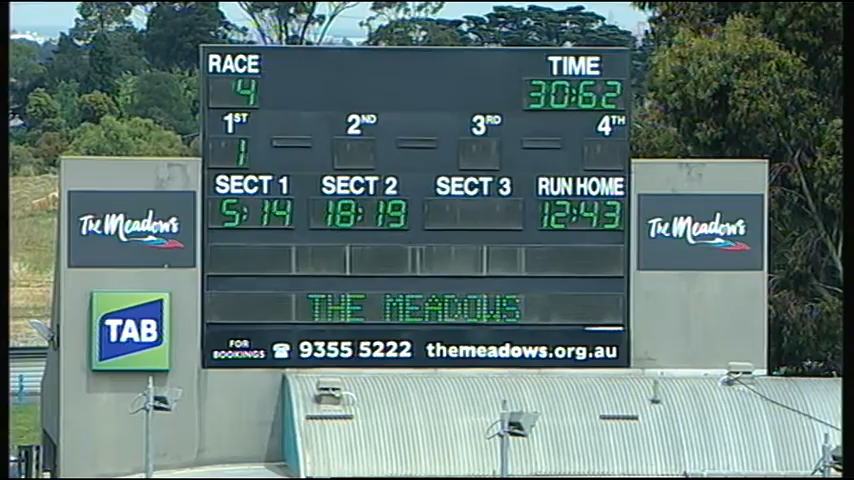 RACE TIME
4 30:62
1ST 2ND 3RD 4TH
1
SECT 1 SECT 2 SECT 3 RUN HOME
5:14 18:19 12:43
The Meadows
The Meadows
THE MEADOWS
TAB
FOR BOOKINGS ☎ 9355 5222 themeadows.org.au